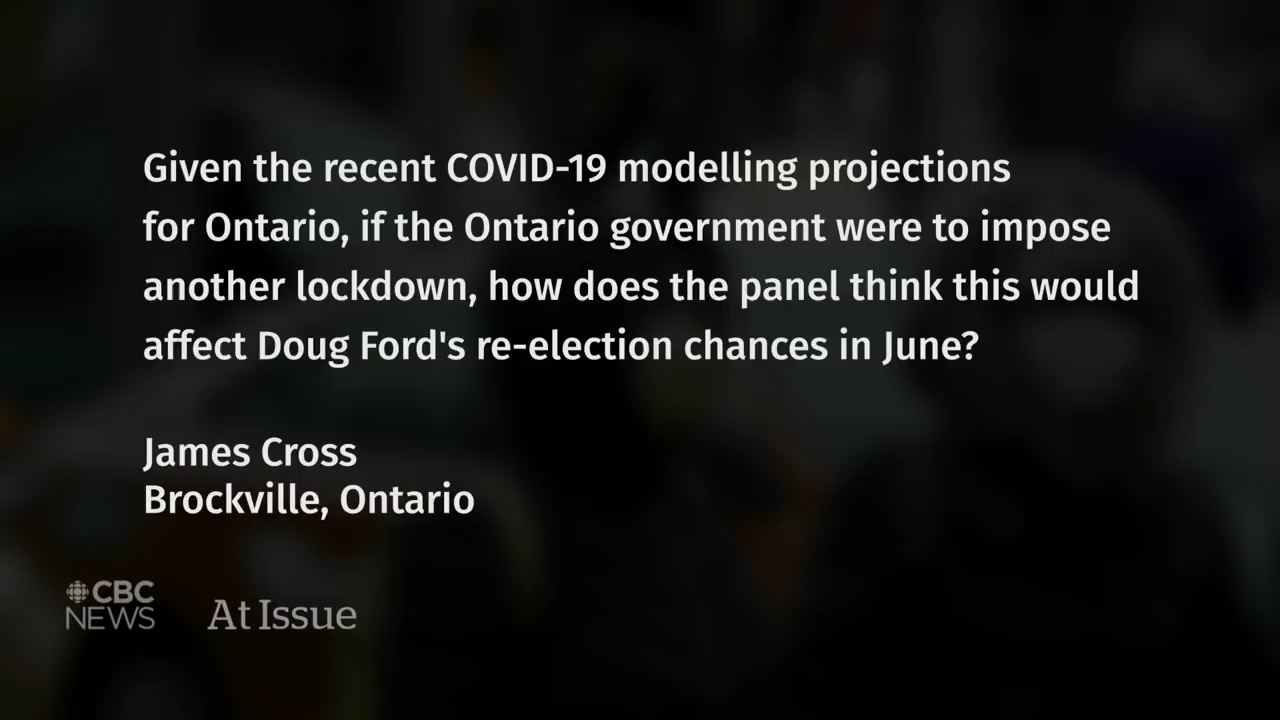 Given the recent COVID-19 modelling projections
for Ontario, if the Ontario government were to impose
another lockdown, how does the panel think this would
affect Doug Ford's re-election chances in June?
James Cross
Brockville, Ontario
CBC
NEWS
At Issue